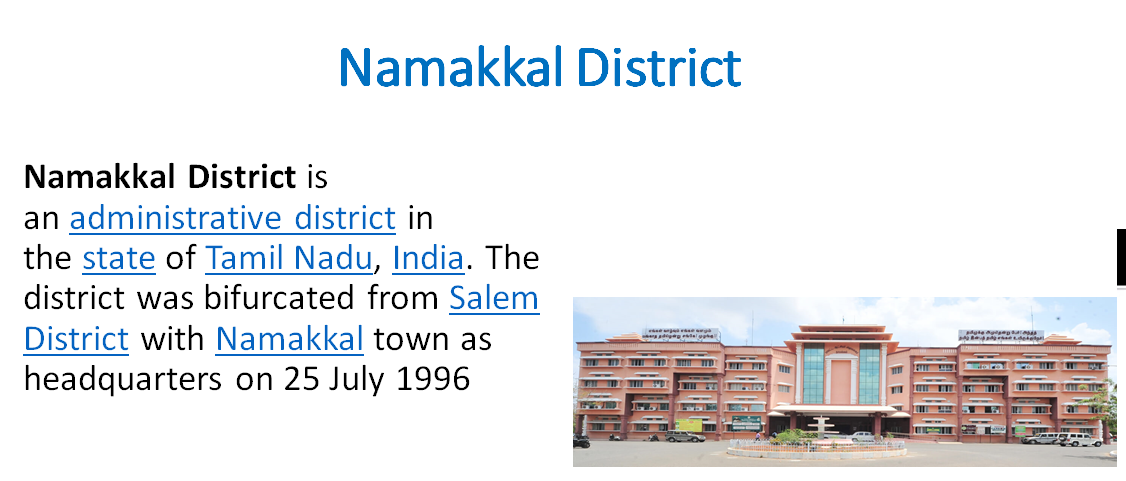 Namakkal District
Namakkal District is
an administrative district in
the state of Tamil Nadu, India. The
district was bifurcated from Salem
District with Namakkal town as
headquarters on 25 July 1996